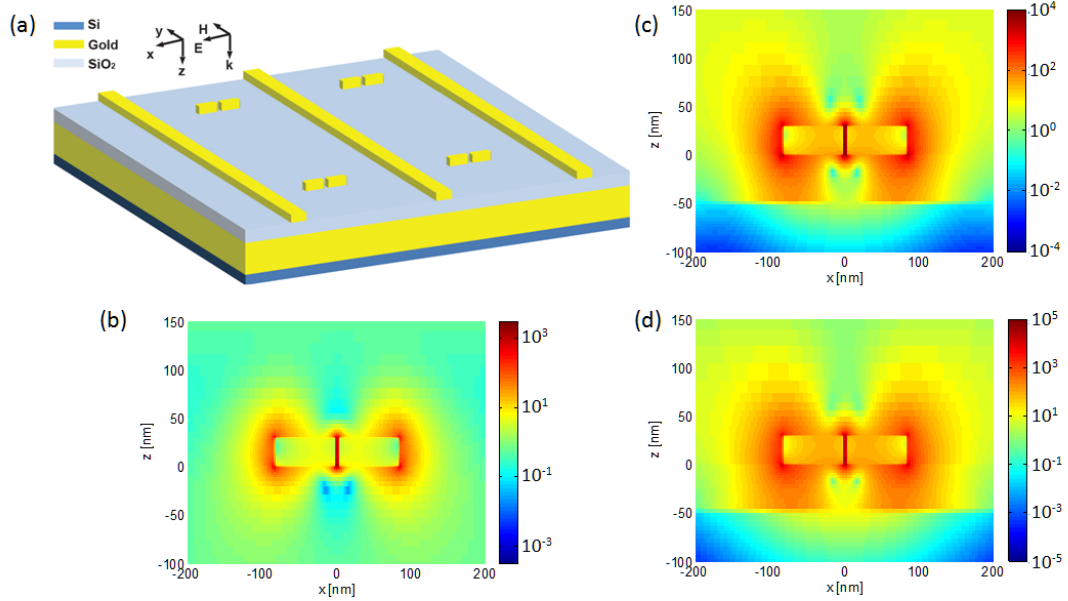 (a)
Si
Gold
SiO₂
y
x
z
H
E
k
(b)
150
100
50
0
-50
-100
z [nm]
-200
-100
0
100
200
x [nm]
10³
10¹
10⁻¹
10⁻³
(c)
150
100
50
0
-50
-100
z [nm]
-200
-100
0
100
200
x [nm]
10⁴
10²
10⁰
10⁻²
10⁻⁴
(d)
150
100
50
0
-50
-100
z [nm]
-200
-100
0
100
200
x [nm]
10⁵
10³
10¹
10⁻¹
10⁻³
10⁻⁵